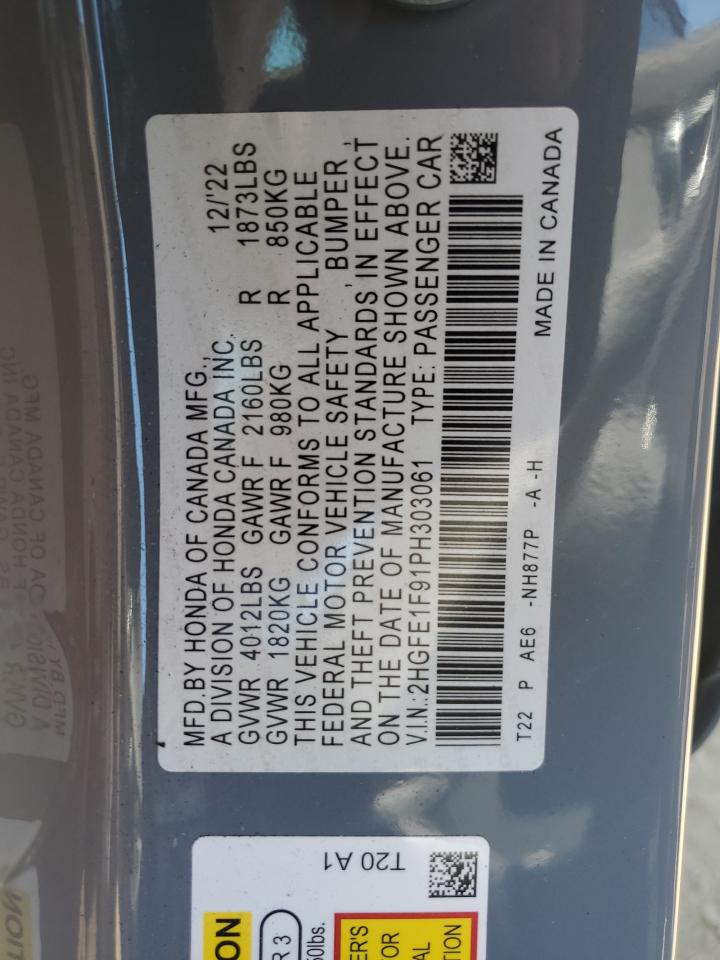 MFD.BY HONDA OF CANADA MFG.,
A DIVISION OF HONDA CANADA INC. 12/'22
GVWR 4012LBS GAWR F 2160LBS R 1873LBS
GVWR 1820KG GAWR F 980KG R 850KG
THIS VEHICLE CONFORMS TO ALL APPLICABLE
FEDERAL MOTOR VEHICLE SAFETY , BUMPER ,
AND THEFT PREVENTION STANDARDS IN EFFECT
ON THE DATE OF MANUFACTURE SHOWN ABOVE.
V.I.N.:2HGFE1F91PH303061 TYPE: PASSENGER CAR
T22 P AE6 -NH877P -A -H MADE IN CANADA
T20 A1